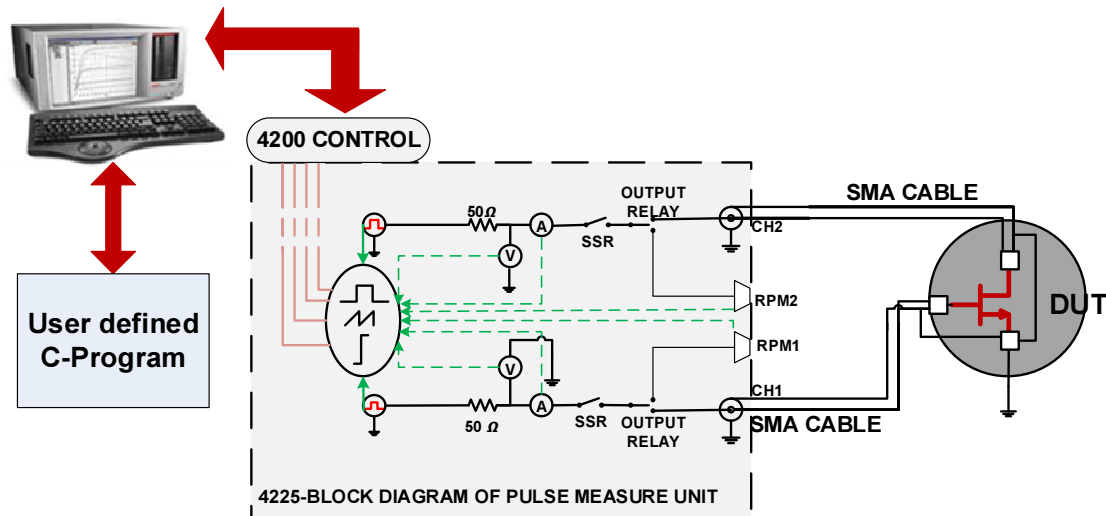 4200 CONTROL
OUTPUT
RELAY
SMA CABLE
50Ω
A
SSR
CH2
V
RPM2
DUT
User defined
C-Program
RPM1
V
CH1
A
50 Ω
SSR
OUTPUT
RELAY
SMA CABLE
4225-BLOCK DIAGRAM OF PULSE MEASURE UNIT